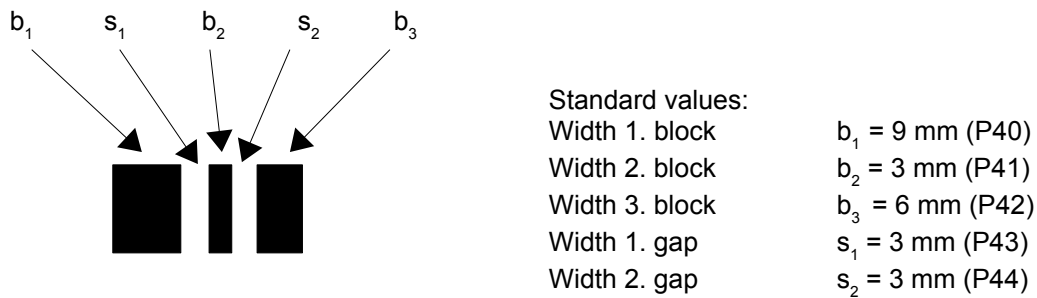 b₁ s₁ b₂ s₂ b₃
Standard values:
Width 1. block b₁ = 9 mm (P40)
Width 2. block b₂ = 3 mm (P41)
Width 3. block b₃ = 6 mm (P42)
Width 1. gap s₁ = 3 mm (P43)
Width 2. gap s₂ = 3 mm (P44)